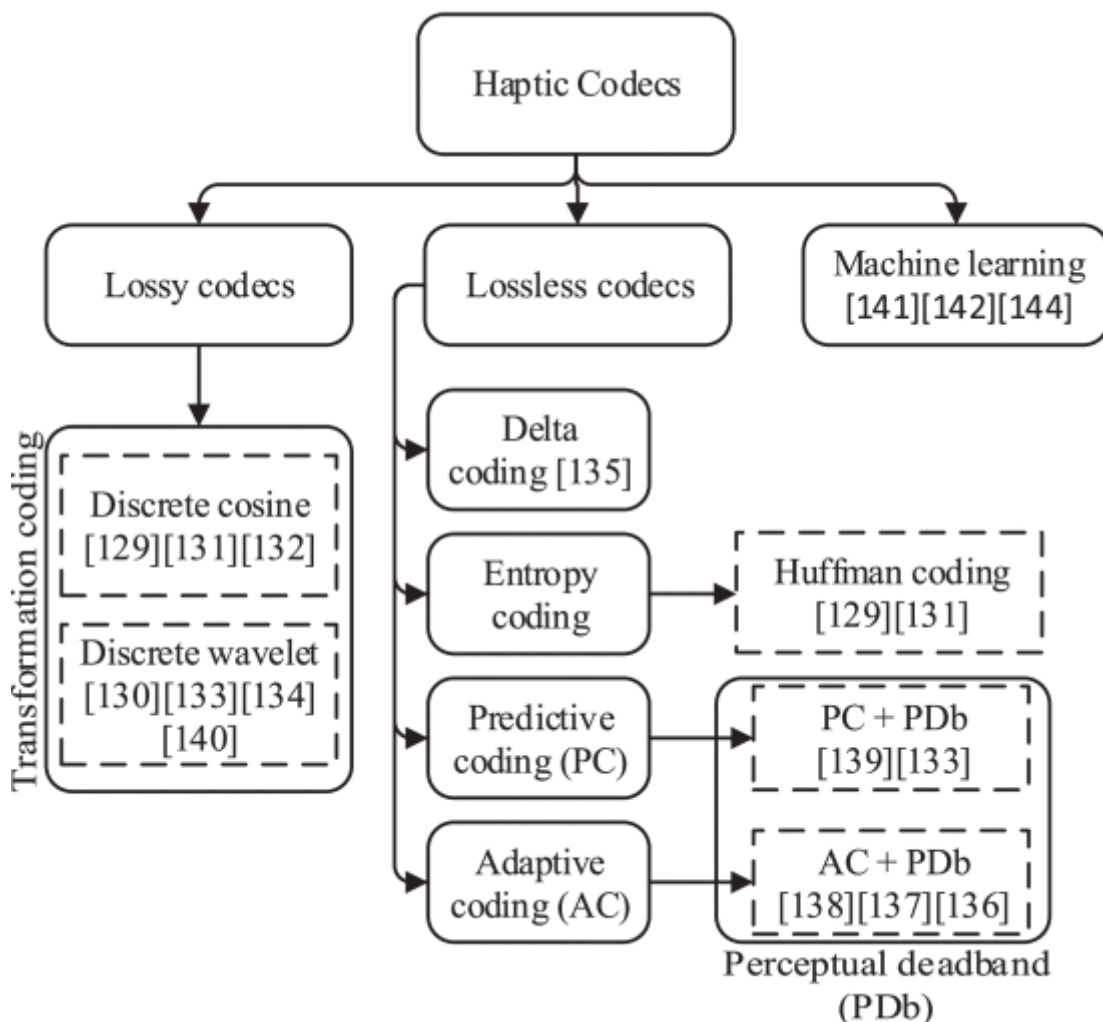 Haptic Codecs
Lossy codecs
Lossless codecs
Machine learning
[141][142][144]
Transformation coding
Discrete cosine
[129][131][132]
Discrete wavelet
[130][133][134]
[140]
Delta
coding [135]
Entropy
coding
Huffman coding
[129][131]
Predictive
coding (PC)
PC + PDb
[139][133]
Adaptive
coding (AC)
AC + PDb
[138][137][136]
Perceptual deadband
(PDb)